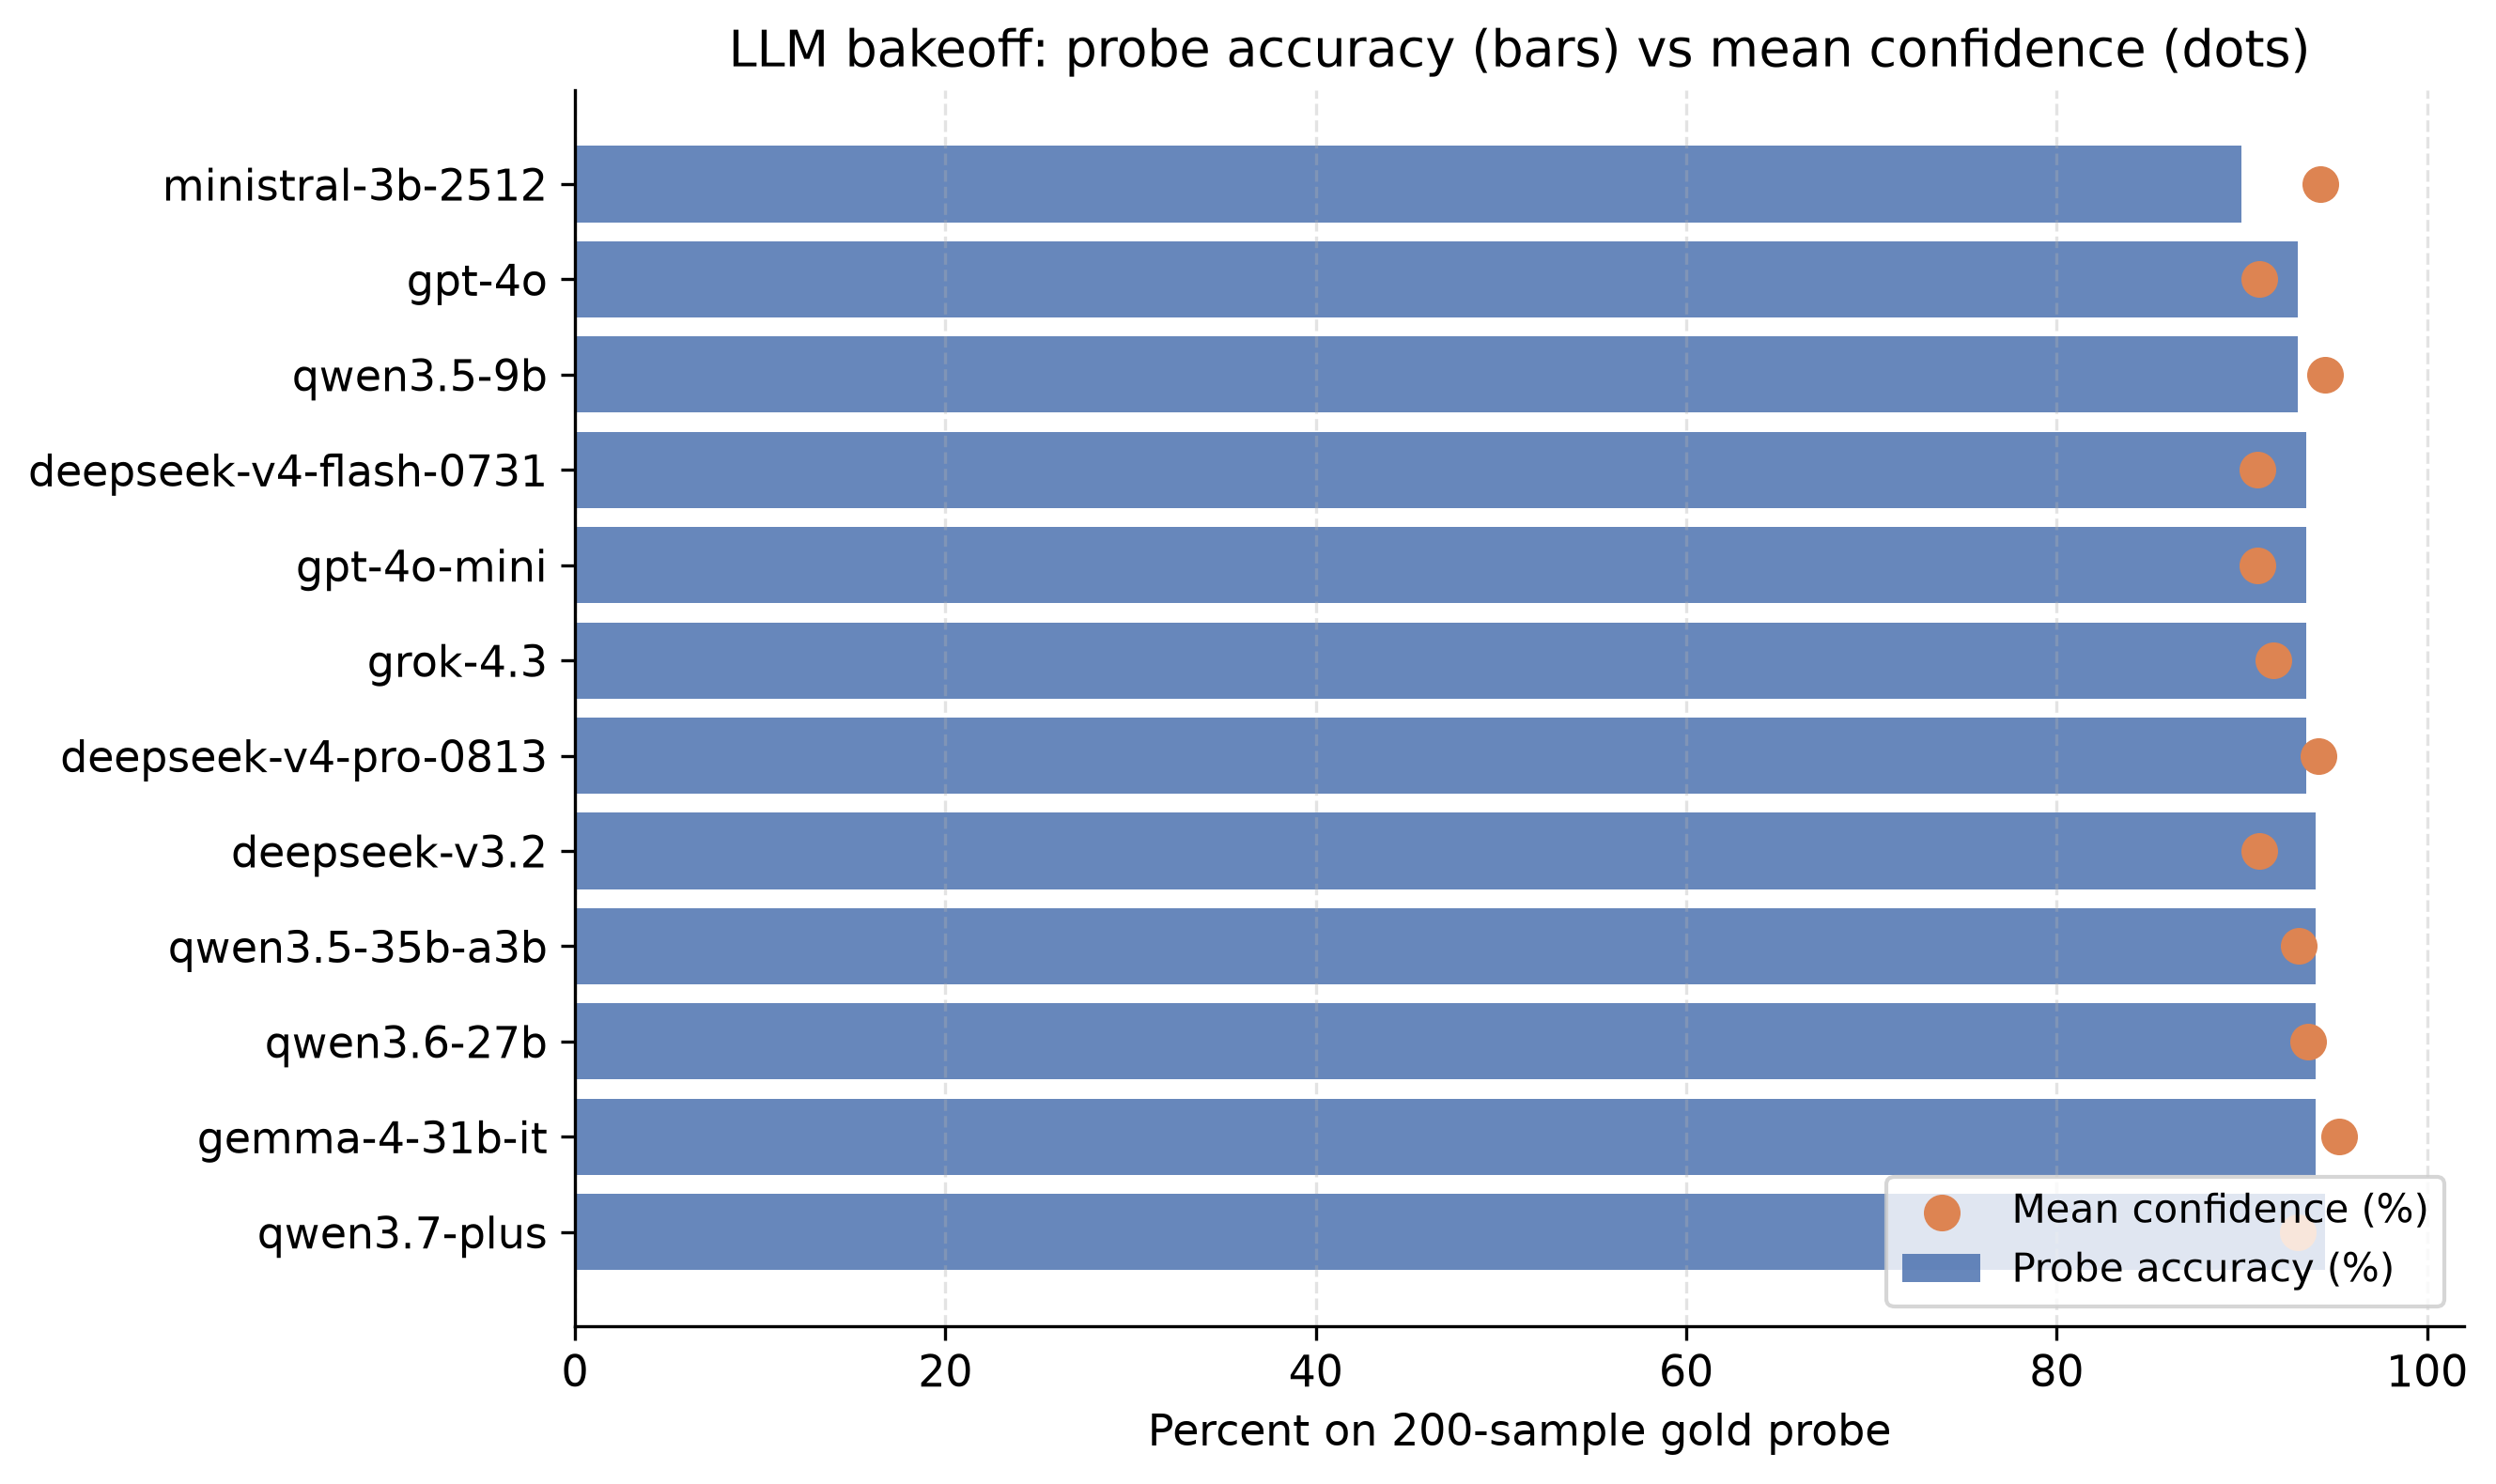 LLM bakeoff: probe accuracy (bars) vs mean confidence (dots)
ministral-3b-2512
gpt-4o
qwen3.5-9b
deepseek-v4-flash-0731
gpt-4o-mini
grok-4.3
deepseek-v4-pro-0813
deepseek-v3.2
qwen3.5-35b-a3b
qwen3.6-27b
gemma-4-31b-it
qwen3.7-plus
Mean confidence (%)
Probe accuracy (%)
0 20 40 60 80 100
Percent on 200-sample gold probe